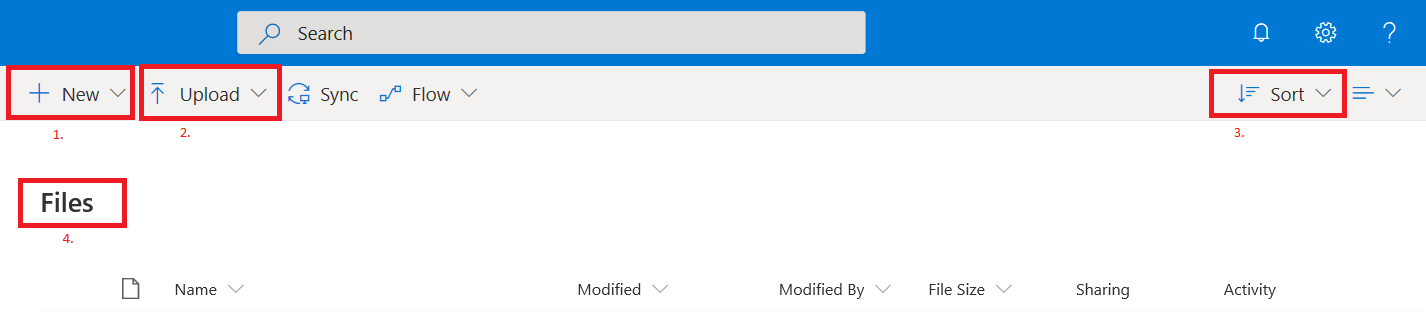 Search
New Upload Sync Flow Sort
1. 2. 3.
Files
4.
Name Modified Modified By File Size Sharing Activity